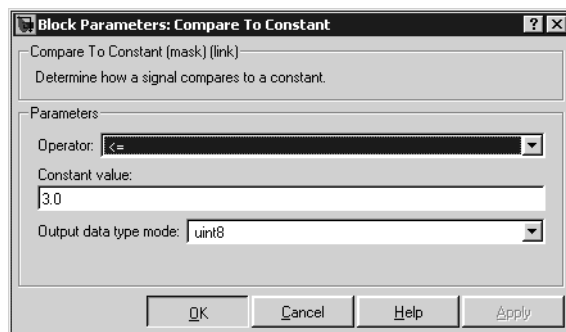 Block Parameters: Compare To Constant
Compare To Constant (mask) (link)
Determine how a signal compares to a constant.
Parameters
Operator: <=
Constant value:
3.0
Output data type mode: uint8
OK Cancel Help Apply